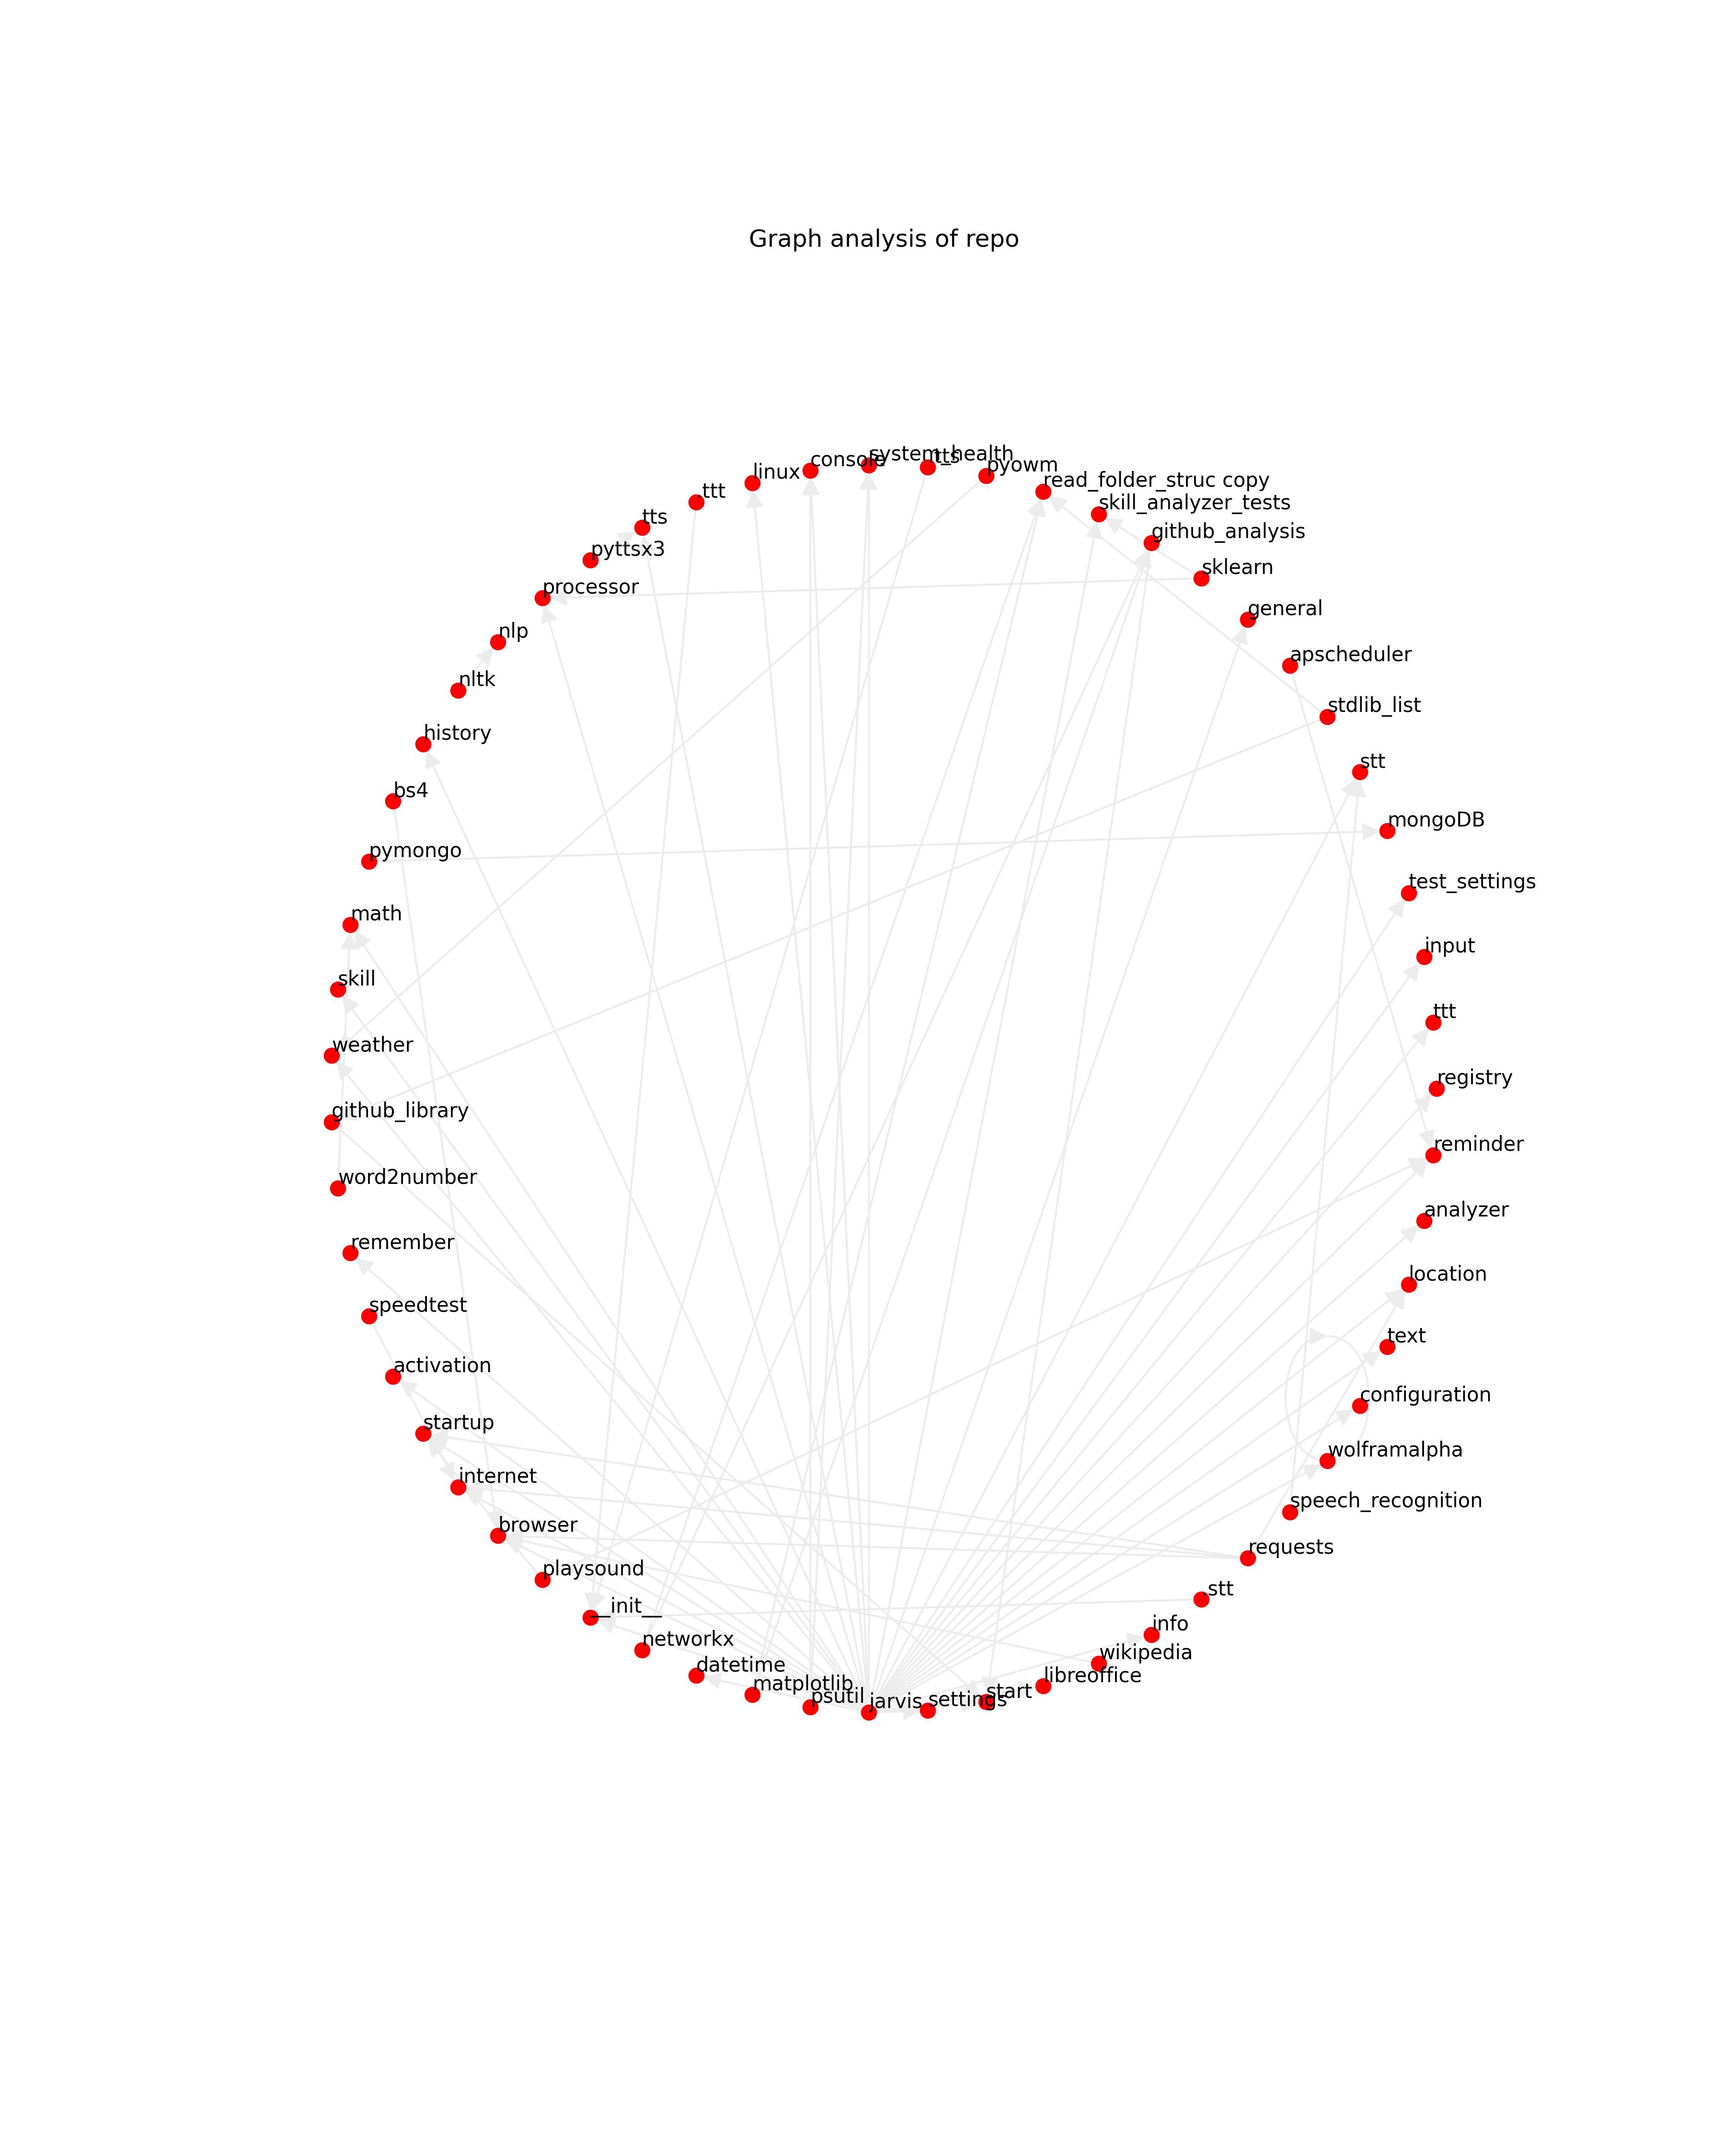 Graph analysis of repo
system_health
console
.tts
pyowm
linux
read_folder_struc copy
.ttt
skill_analyzer_tests
tts
github_analysis
pyttsx3
sklearn
processor
general
nlp
apscheduler
nltk
stdlib_list
history
stt
bs4
mongoDB
pymongo
test_settings
math
input
skill
ttt
weather
registry
github_library
reminder
word2number
analyzer
remember
location
speedtest
text
activation
configuration
startup
wolframalpha
internet
speech_recognition
browser
requests
playsound
.stt
__init__
info
networkx
wikipedia
datetime
libreoffice
matplotlib
psutil
jarvis
settings
start